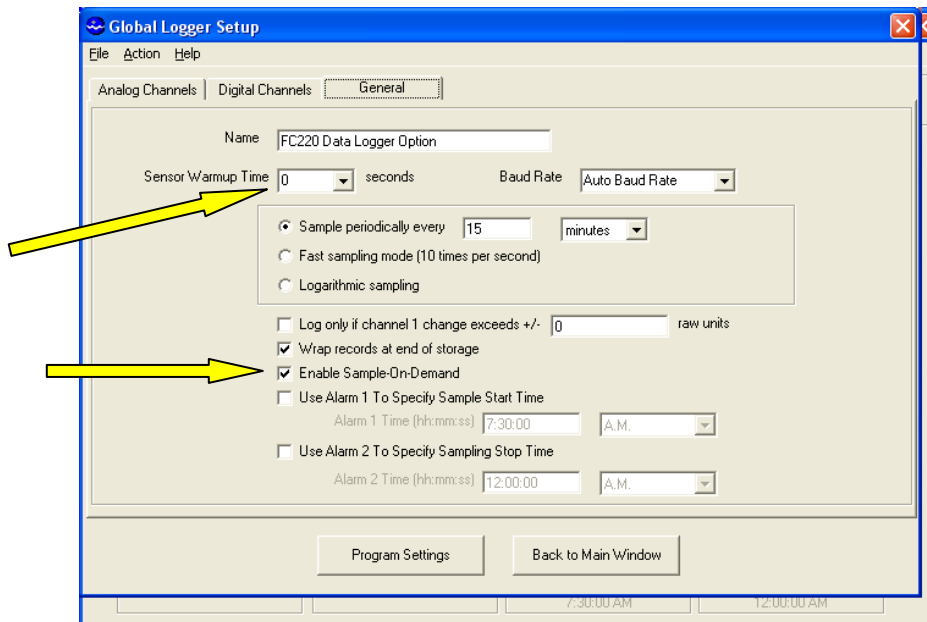 Global Logger Setup
File Action Help
Analog Channels Digital Channels General
Name FC220 Data Logger Option
Sensor Warmup Time 0 seconds Baud Rate Auto Baud Rate
Sample periodically every 15 minutes
Fast sampling mode (10 times per second)
Logarithmic sampling
Log only if channel 1 change exceeds +/- 0 raw units
Wrap records at end of storage
Enable Sample-On-Demand
Use Alarm 1 To Specify Sample Start Time
Alarm 1 Time (hh:mm:ss) 7:30:00 A.M.
Use Alarm 2 To Specify Sampling Stop Time
Alarm 2 Time (hh:mm:ss) 12:00:00 A.M.
Program Settings Back to Main Window
7:30:00 AM 12:00:00 AM